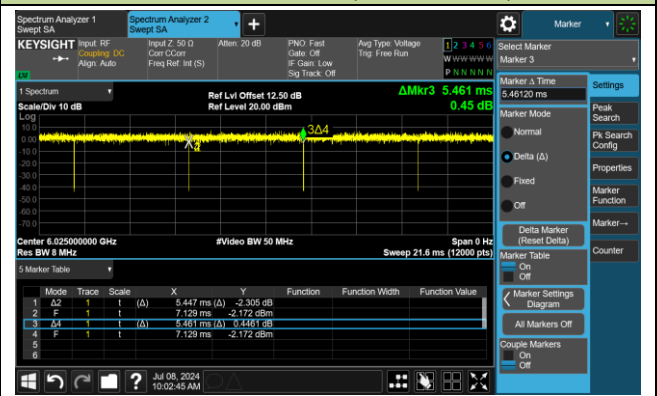 Spectrum Analyzer 1
Swept SA
Spectrum Analyzer 2
Swept SA
Marker
KEYSIGHT
Input: RF
Coupling: DC
Align: Auto
Input Z: 50 Ω
Corr CCorr
Freq Ref: Int (S)
Atten: 20 dB
PNO: Fast
Gate: Off
IF Gain: Low
Sig Track: Off
Avg Type: Voltage
Trig: Free Run
1 2 3 4 5 6
W W W W W W
P N N N N N
LW
1 Spectrum
Scale/Div 10 dB
Log
Ref Lvl Offset 12.50 dB
Ref Level 20.00 dBm
ΔMkr3 5.461 ms
0.45 dB
10.0
0.00
-10.0
-20.0
-30.0
-40.0
-50.0
-60.0
-70.0
3Δ4
Center 6.025000000 GHz
Res BW 8 MHz
#Video BW 50 MHz
Span 0 Hz
Sweep 21.6 ms (12000 pts)
5 Marker Table
Mode Trace Scale X Y Function Function Width Function Value
1 Δ2 1 t (Δ) 5.447 ms (Δ) -2.305 dB
2 F 1 t 7.129 ms -2.172 dBm
3 Δ4 1 t (Δ) 5.461 ms (Δ) 0.4461 dB
4 F 1 t 7.129 ms -2.172 dBm
5
6
Jul 08, 2024
10:02:45 AM
Select Marker
Marker 3
Marker Δ Time
5.46120 ms
Marker Mode
Normal
Delta (Δ)
Fixed
Off
Delta Marker
(Reset Delta)
Marker Table
On
Off
Marker Settings
Diagram
All Markers Off
Couple Markers
On
Off
Settings
Peak
Search
Pk Search
Config
Properties
Marker
Function
Marker→
Counter